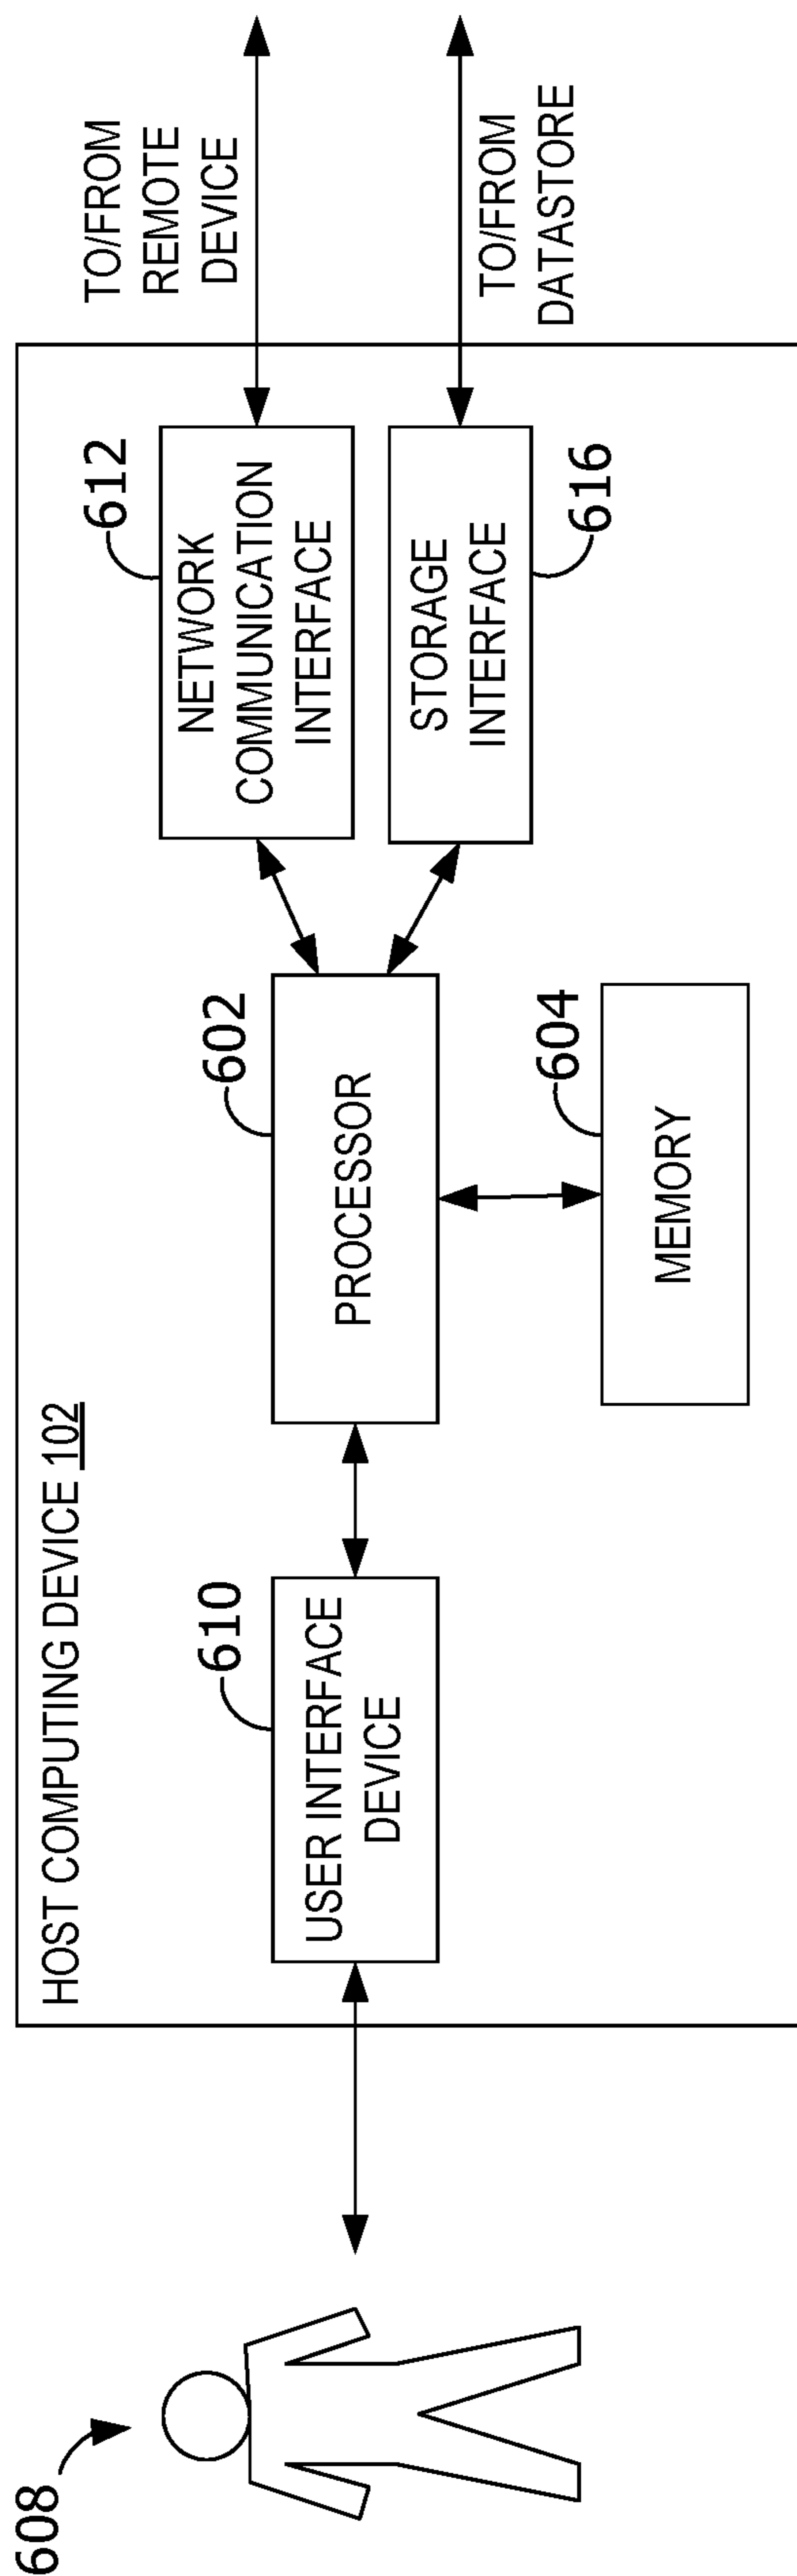 608
HOST COMPUTING DEVICE 102
610
USER INTERFACE
DEVICE
602
PROCESSOR
604
MEMORY
612
NETWORK
COMMUNICATION
INTERFACE
STORAGE
INTERFACE
616
TO/FROM
REMOTE
DEVICE
TO/FROM
DATASTORE